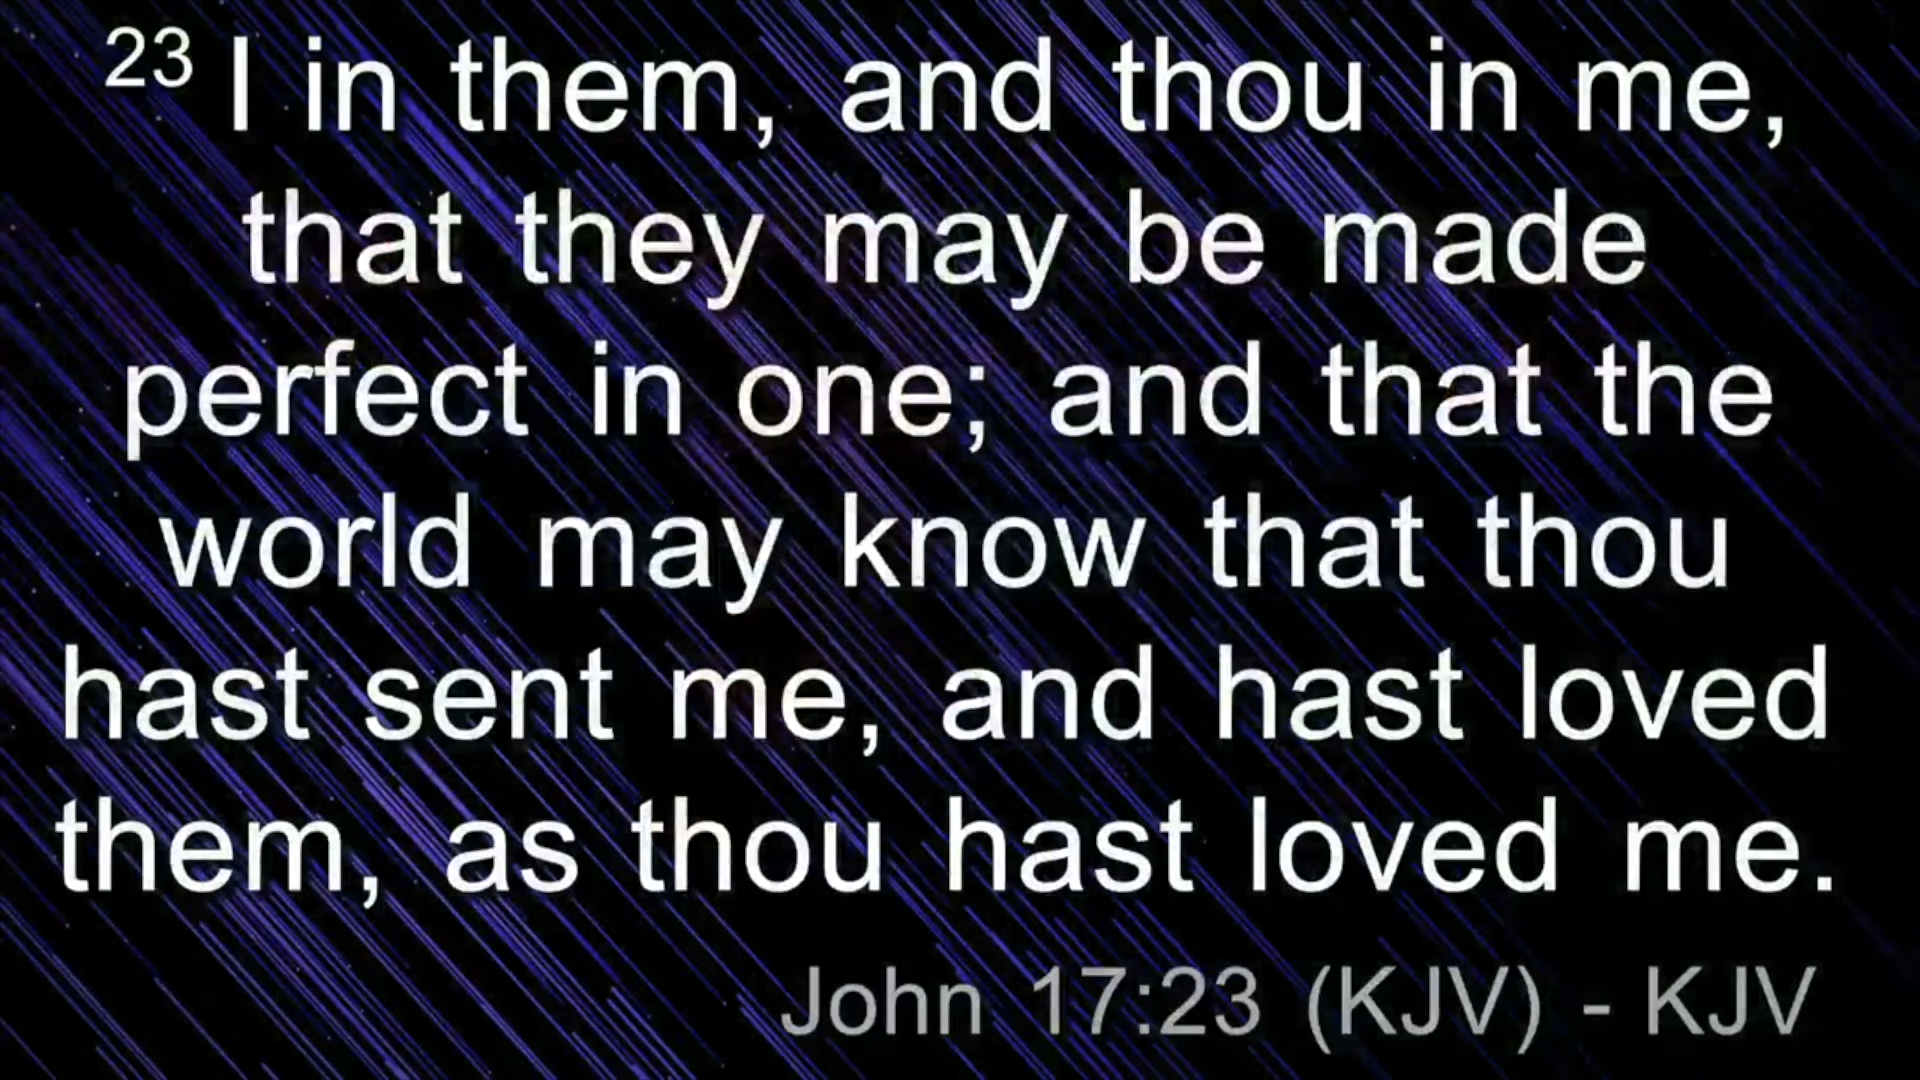 23 I in them, and thou in me,
that they may be made
perfect in one; and that the
world may know that thou
hast sent me, and hast loved
them, as thou hast loved me.
John 17:23 (KJV) - KJV